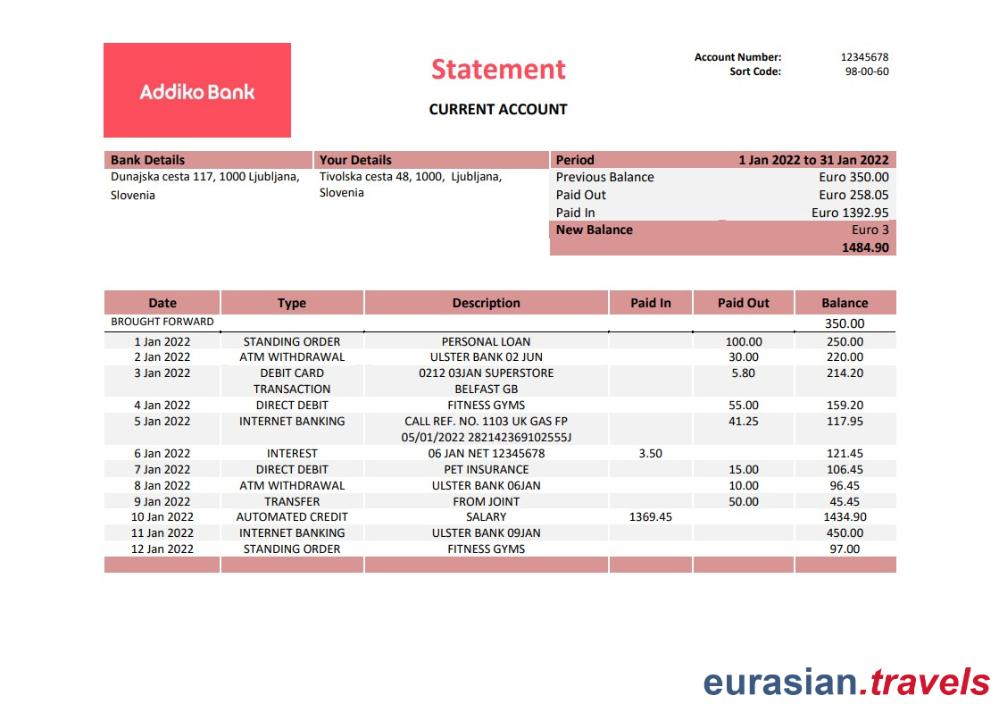 Addiko Bank
Statement
CURRENT ACCOUNT
Account Number: 12345678
Sort Code: 98-00-60
Bank Details Your Details Period 1 Jan 2022 to 31 Jan 2022
Dunajska cesta 117, 1000 Ljubljana, Tivolska cesta 48, 1000, Ljubljana, Previous Balance Euro 350.00
Slovenia Slovenia Paid Out Euro 258.05
Paid In Euro 1392.95
New Balance Euro 3
1484.90
Date Type Description Paid In Paid Out Balance
BROUGHT FORWARD 350.00
1 Jan 2022 STANDING ORDER PERSONAL LOAN 100.00 250.00
2 Jan 2022 ATM WITHDRAWAL ULSTER BANK 02 JUN 30.00 220.00
3 Jan 2022 DEBIT CARD 0212 03JAN SUPERSTORE 5.80 214.20
TRANSACTION BELFAST GB
4 Jan 2022 DIRECT DEBIT FITNESS GYMS 55.00 159.20
5 Jan 2022 INTERNET BANKING CALL REF. NO. 1103 UK GAS FP 41.25 117.95
05/01/2022 282142369102555J
6 Jan 2022 INTEREST 06 JAN NET 12345678 3.50 121.45
7 Jan 2022 DIRECT DEBIT PET INSURANCE 15.00 106.45
8 Jan 2022 ATM WITHDRAWAL ULSTER BANK 06JAN 10.00 96.45
9 Jan 2022 TRANSFER FROM JOINT 50.00 45.45
10 Jan 2022 AUTOMATED CREDIT SALARY 1369.45 1434.90
11 Jan 2022 INTERNET BANKING ULSTER BANK 09JAN 450.00
12 Jan 2022 STANDING ORDER FITNESS GYMS 97.00
eurasian.travels